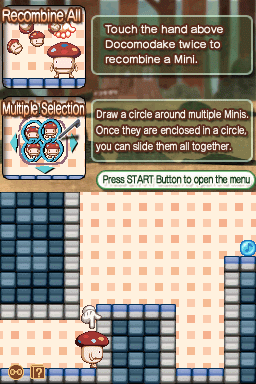 Recombine All
Touch the hand above
Docomodake twice to
recombine a Mini.
Multiple Selection
Draw a circle around multiple Minis.
Once they are enclosed in a circle,
you can slide them all together.
Press START Button to open the menu
?